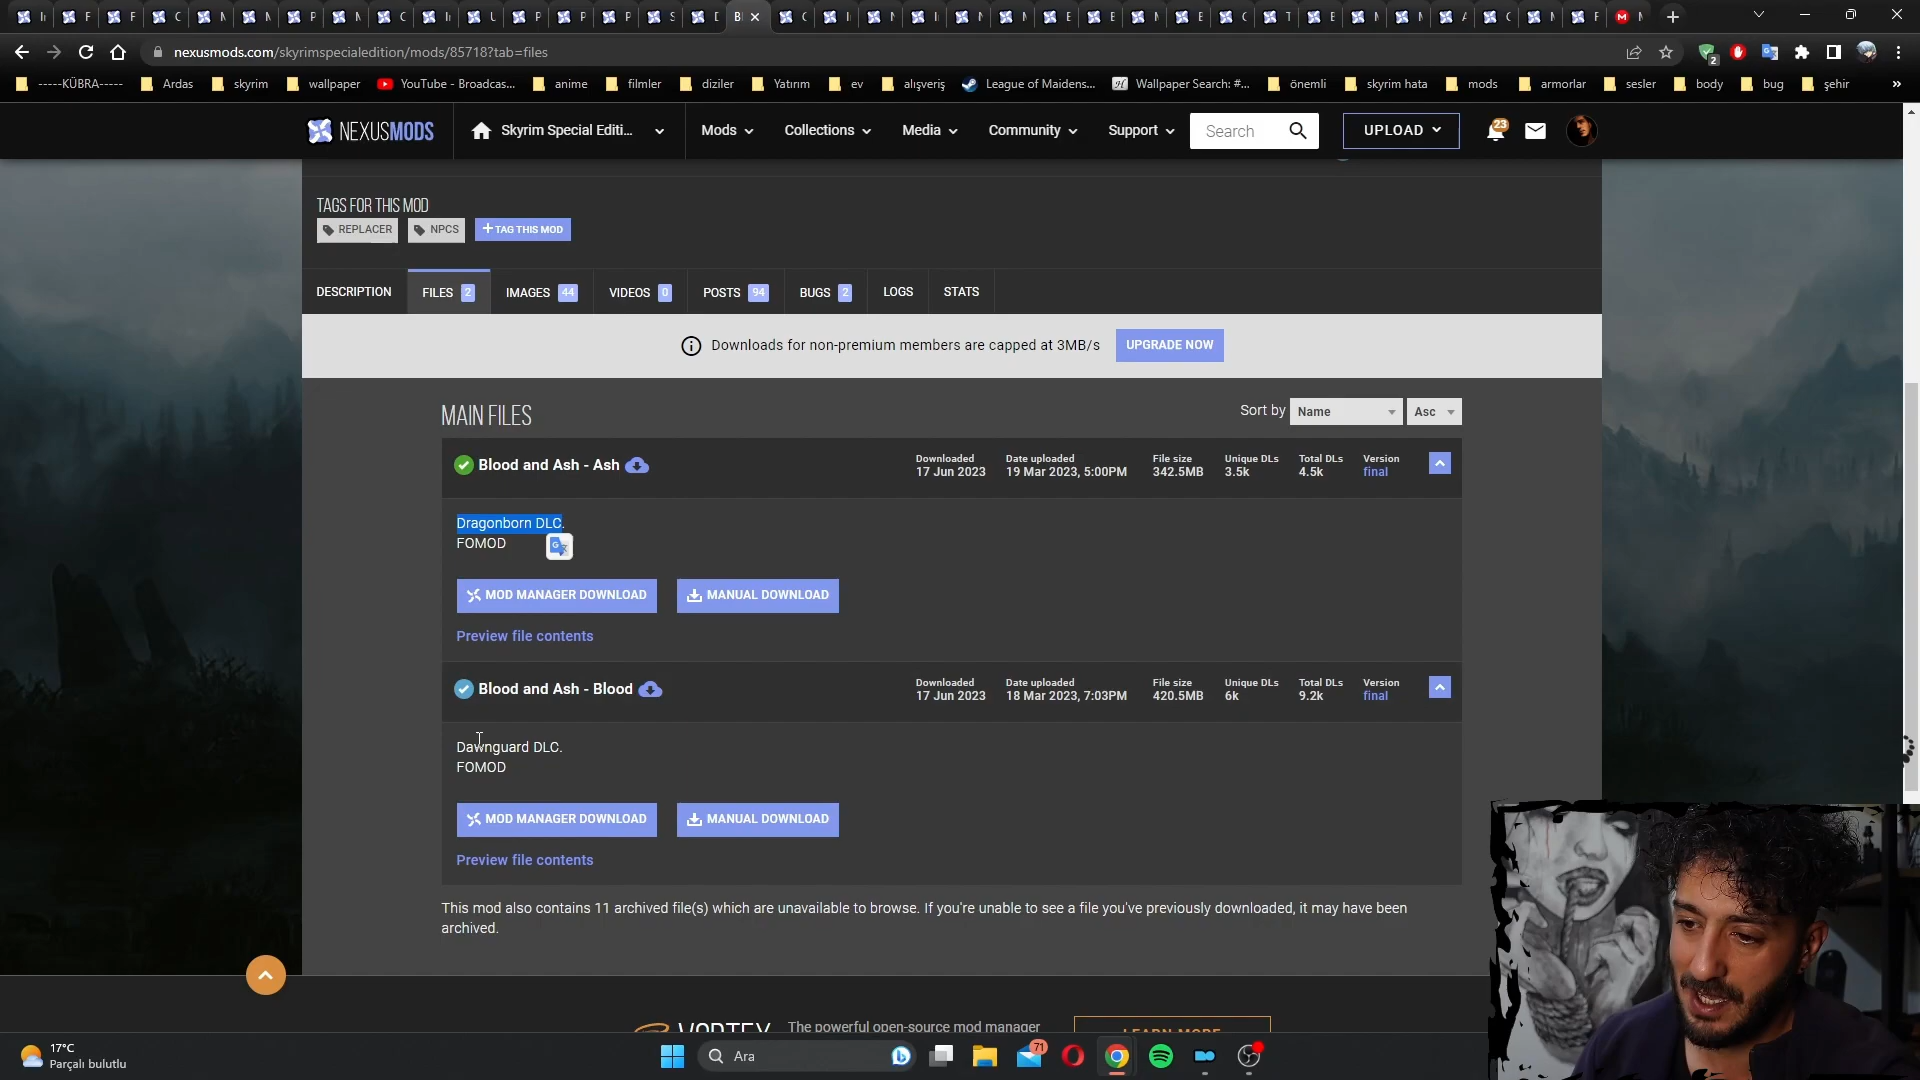 nexusmods.com/skyrimspecialedition/mods/85718?tab=files
-----KÜBRA-----
Ardas
skyrim
wallpaper
YouTube - Broadcas...
anime
filmler
diziler
Yatırım
ev
alışveriş
League of Maidens...
Wallpaper Search: #...
önemli
skyrim hata
mods
armorlar
sesler
body
bug
şehir
NEXUSMODS
Skyrim Special Editi...
Mods
Collections
Media
Community
Support
Search
UPLOAD
23
TAGS FOR THIS MOD
REPLACER
NPCS
+TAG THIS MOD
DESCRIPTION
FILES 2
IMAGES 44
VIDEOS 0
POSTS 94
BUGS 2
LOGS
STATS
Downloads for non-premium members are capped at 3MB/s
UPGRADE NOW
MAIN FILES
Sort by Name Asc
Blood and Ash - Ash
Downloaded
17 Jun 2023
Date uploaded
19 Mar 2023, 5:00PM
File size
342.5MB
Unique DLs
3.5k
Total DLs
4.5k
Version
final
Dragonborn DLC.
FOMOD
MOD MANAGER DOWNLOAD
MANUAL DOWNLOAD
Preview file contents
Blood and Ash - Blood
Downloaded
17 Jun 2023
Date uploaded
18 Mar 2023, 7:03PM
File size
420.5MB
Unique DLs
6k
Total DLs
9.2k
Version
final
Dawnguard DLC.
FOMOD
MOD MANAGER DOWNLOAD
MANUAL DOWNLOAD
Preview file contents
This mod also contains 11 archived file(s) which are unavailable to browse. If you're unable to see a file you've previously downloaded, it may have been
archived.
VORTEX
The powerful open-source mod manager
LEARN MORE
17°C
Parçalı bulutlu
Ara
71